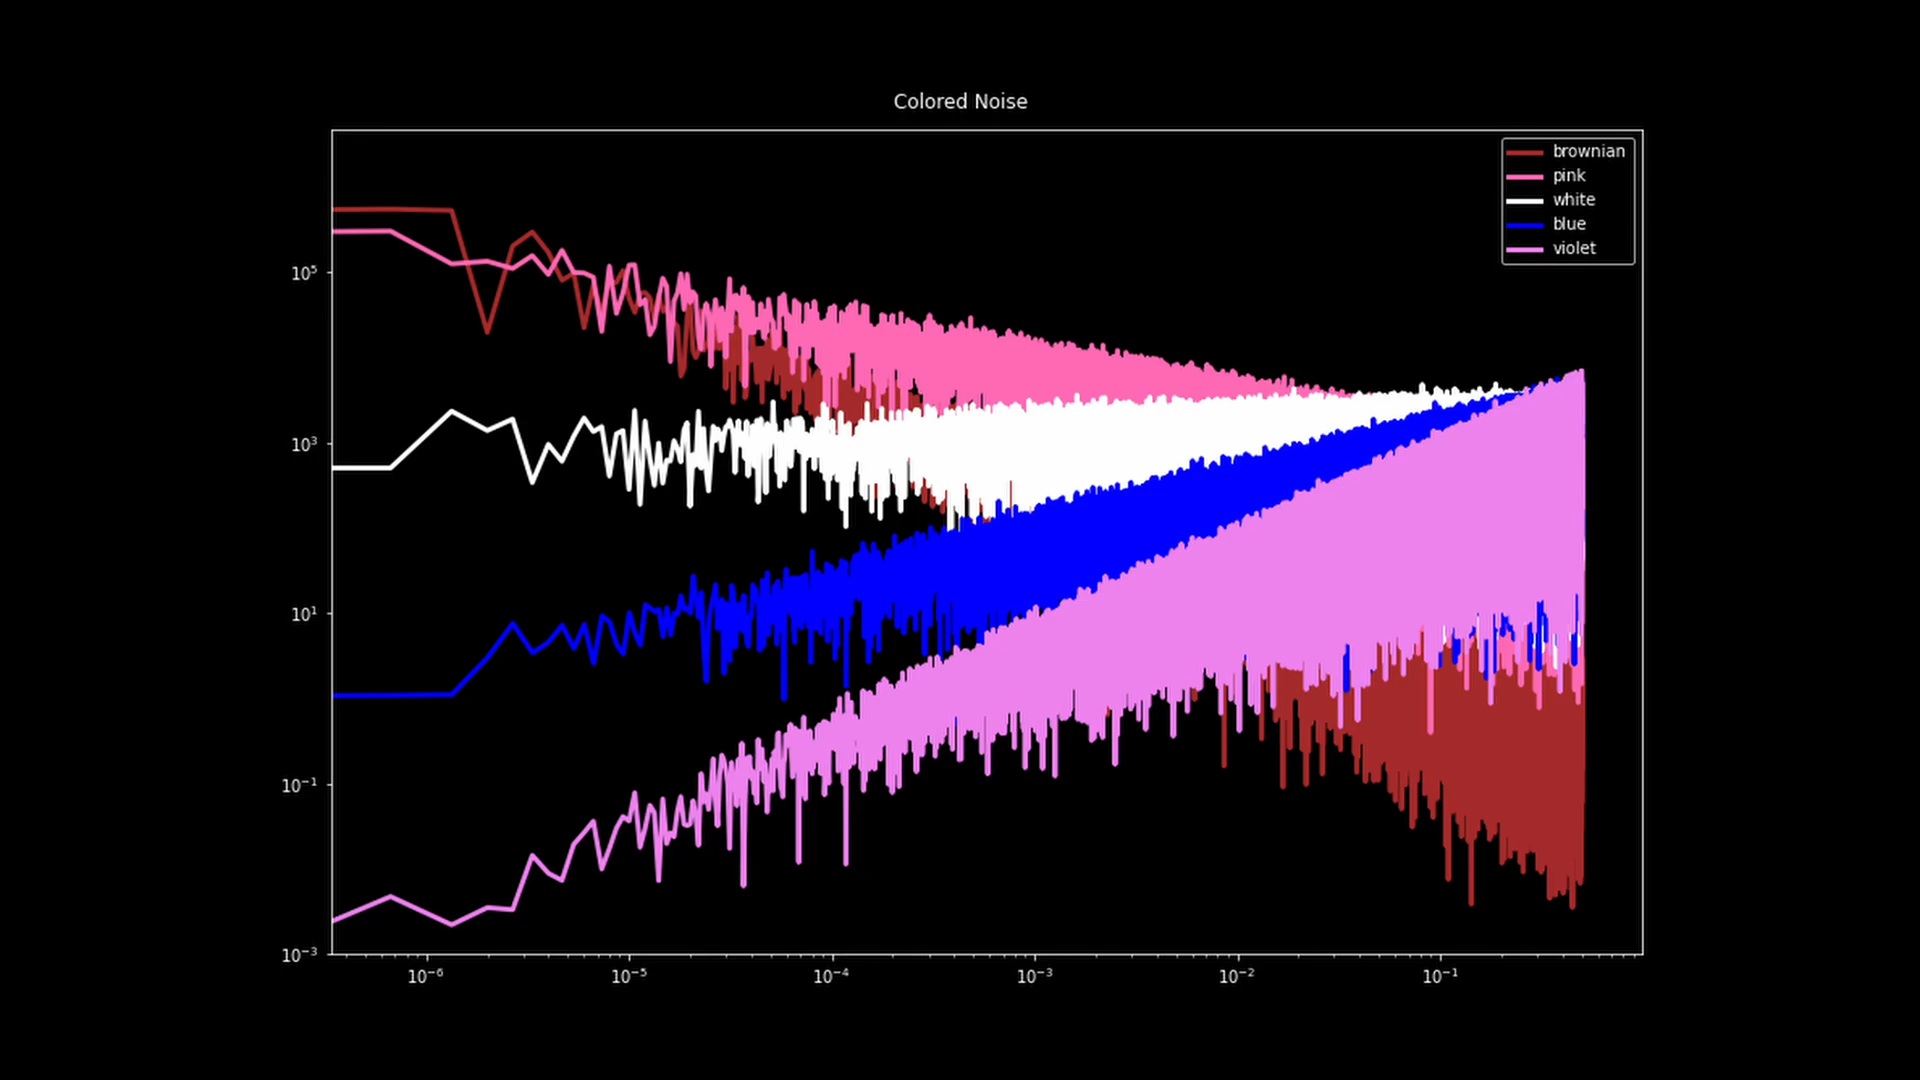 Colored Noise
brownian
pink
white
blue
violet
10⁵
10³
10¹
10⁻¹
10⁻³
10⁻⁶ 10⁻⁵ 10⁻⁴ 10⁻³ 10⁻² 10⁻¹